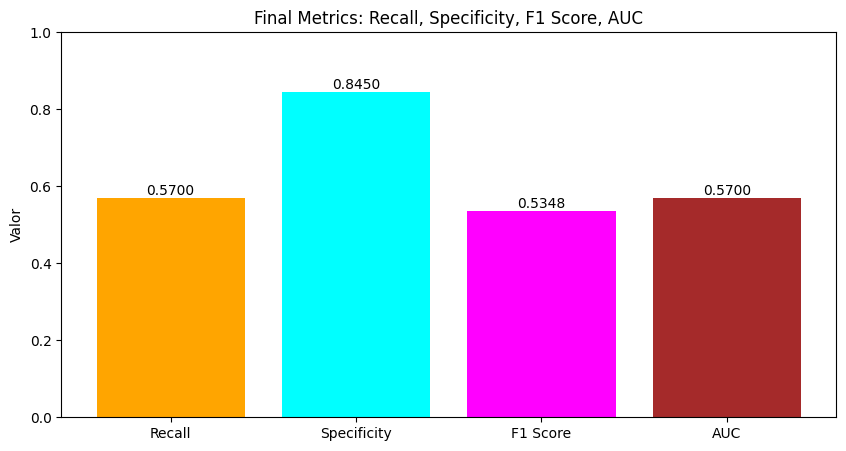 Final Metrics: Recall, Specificity, F1 Score, AUC
1.0
0.8
0.6
0.4
0.2
0.0
Valor
0.5700
0.8450
0.5348
0.5700
Recall
Specificity
F1 Score
AUC